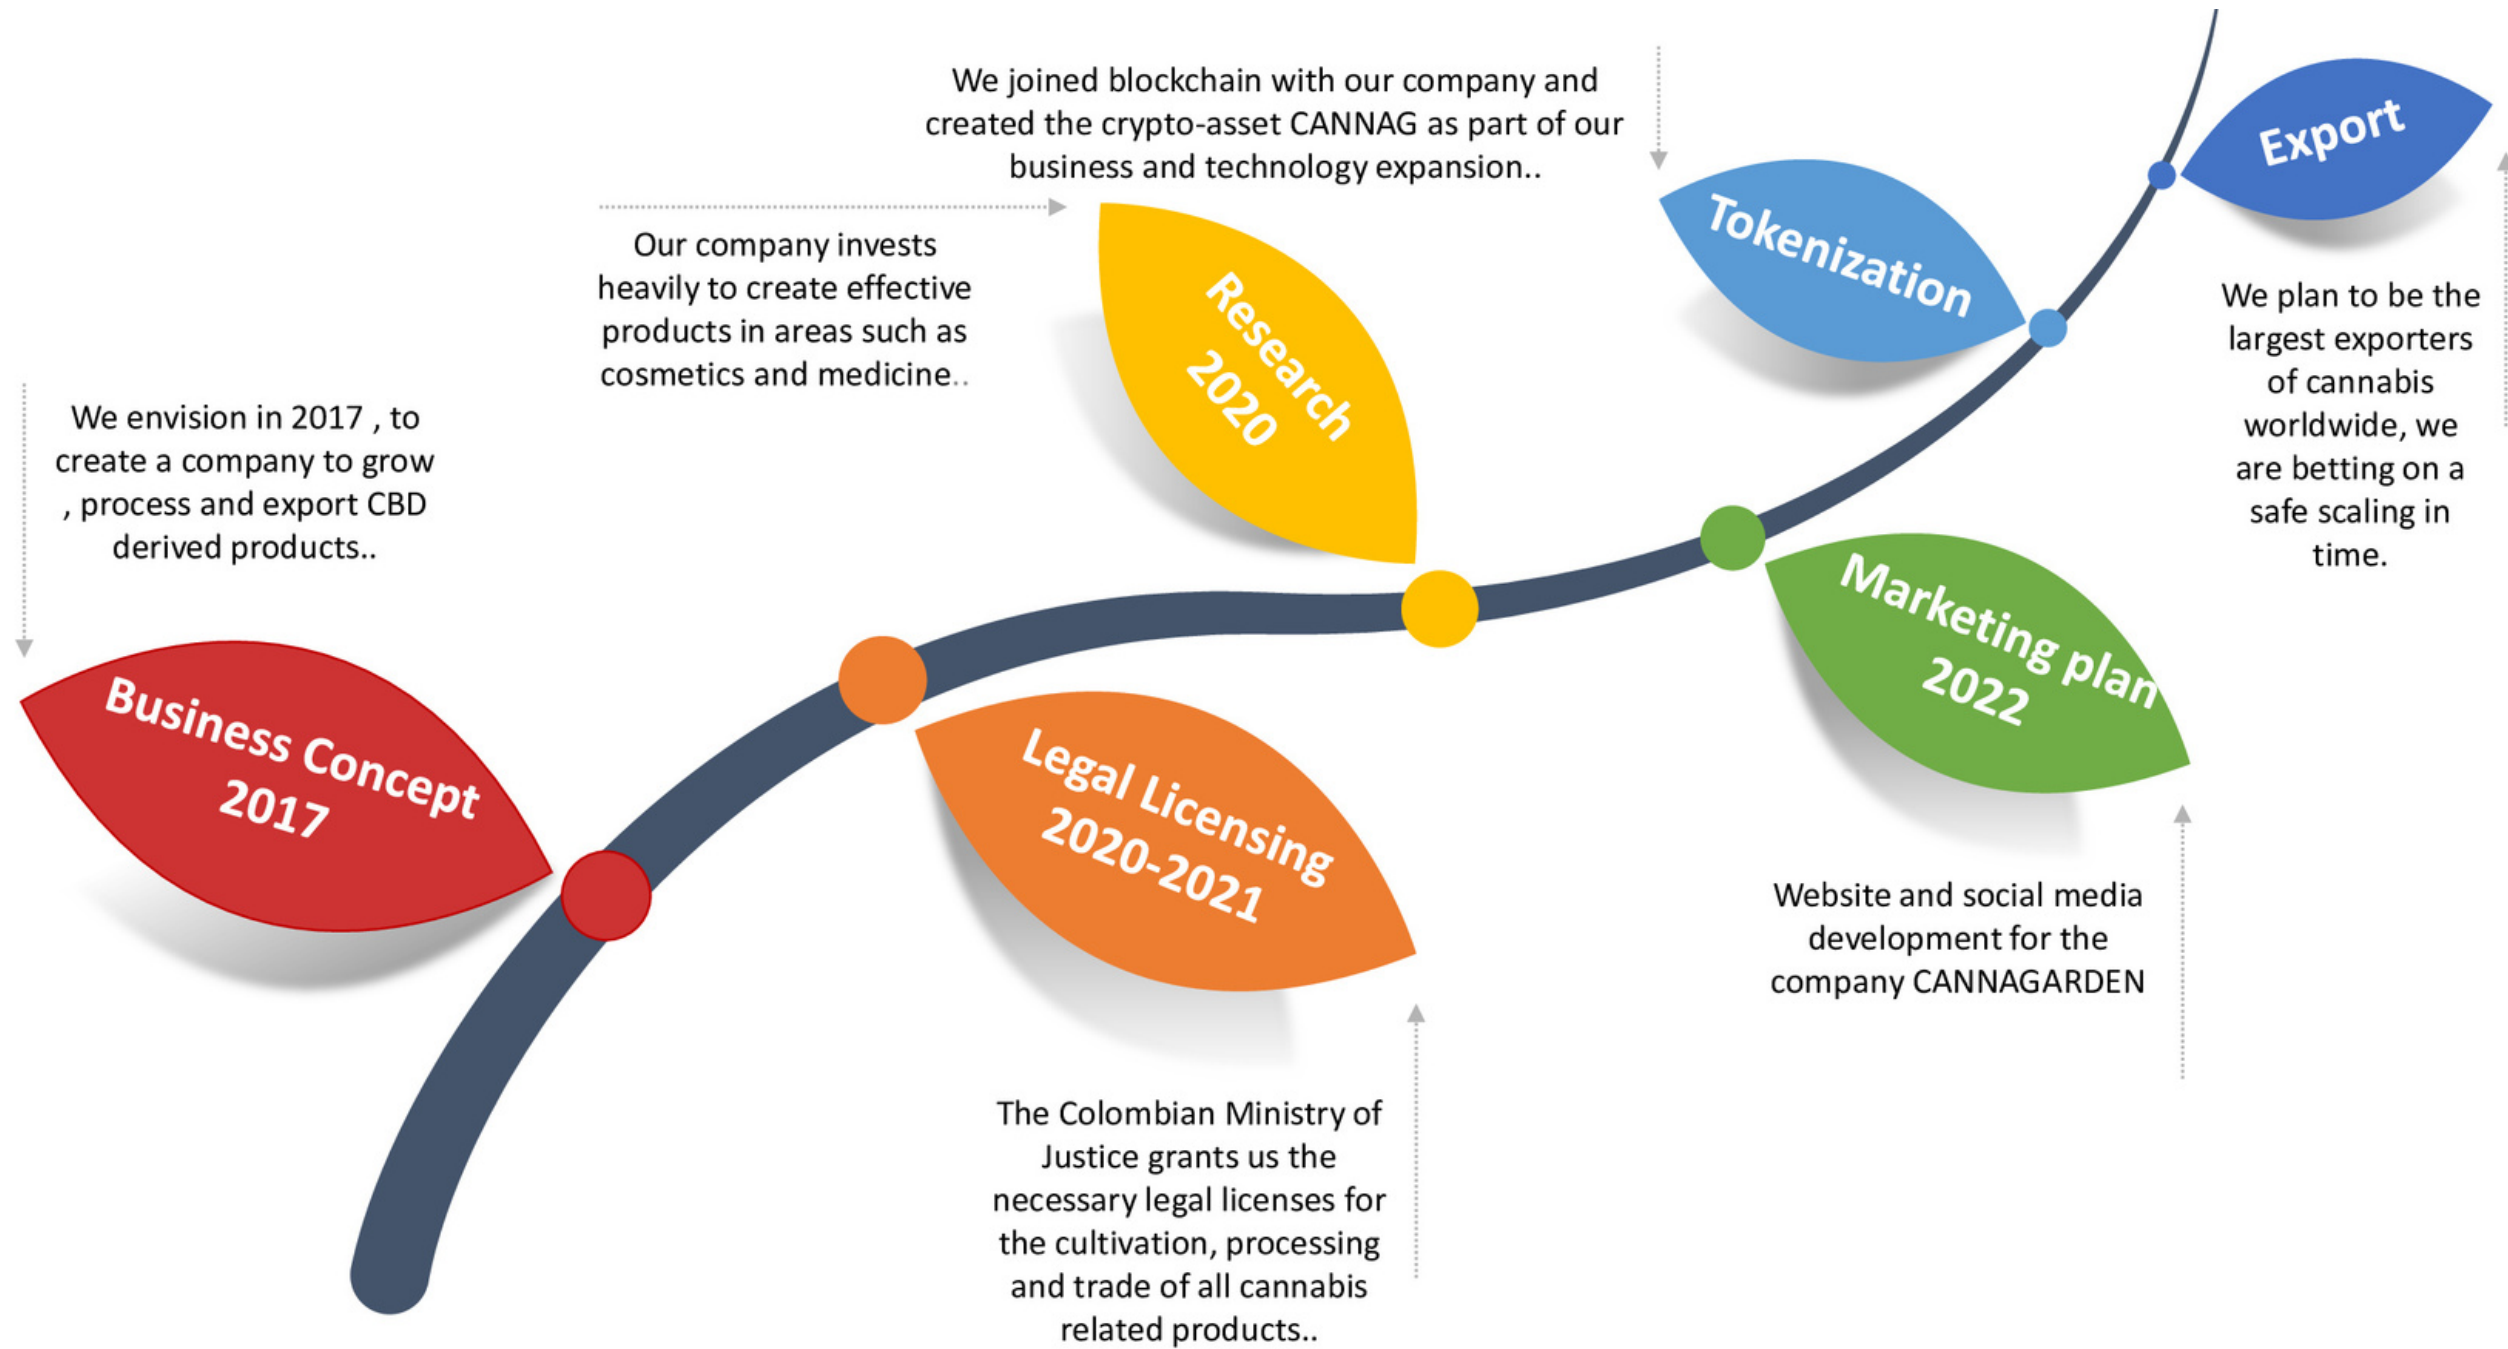 We envision in 2017 , to
create a company to grow
, process and export CBD
derived products..
Business Concept
2017
The Colombian Ministry of
Justice grants us the
necessary legal licenses for
the cultivation, processing
and trade of all cannabis
related products..
Legal Licensing
2020-2021
Our company invests
heavily to create effective
products in areas such as
cosmetics and medicine..
Research
2020
Website and social media
development for the
company CANNAGARDEN
Marketing plan
2022
We joined blockchain with our company and
created the crypto-asset CANNAG as part of our
business and technology expansion..
Tokenization
Export
We plan to be the
largest exporters
of cannabis
worldwide, we
are betting on a
safe scaling in
time.